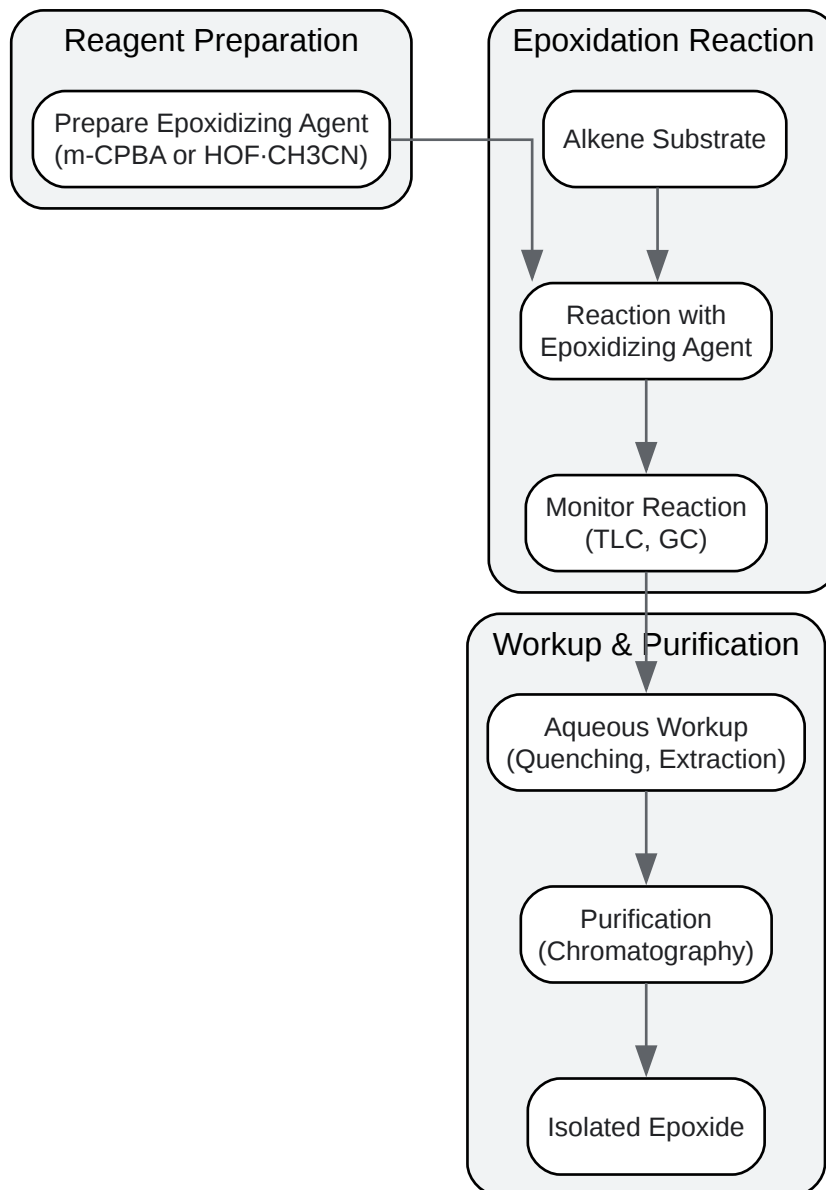 Reagent Preparation
Prepare Epoxidizing Agent
(m-CPBA or HOF·CH3CN)
Epoxidation Reaction
Alkene Substrate
Reaction with
Epoxidizing Agent
Monitor Reaction
(TLC, GC)
Workup & Purification
Aqueous Workup
(Quenching, Extraction)
Purification
(Chromatography)
Isolated Epoxide